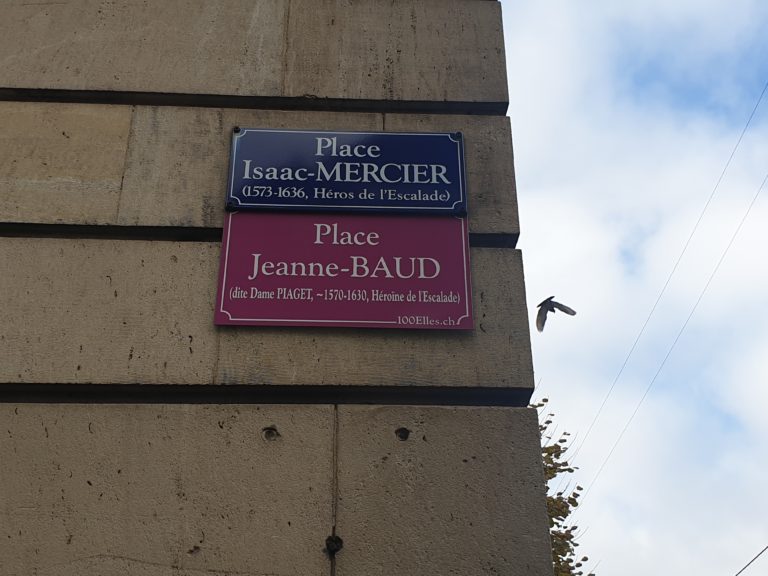 Place
Isaac-MERCIER
(1573-1636, Héros de l'Escalade)
Place
Jeanne-BAUD
(dite Dame PIAGET, ~1570-1630, Héroïne de l'Escalade)
100Elles.ch